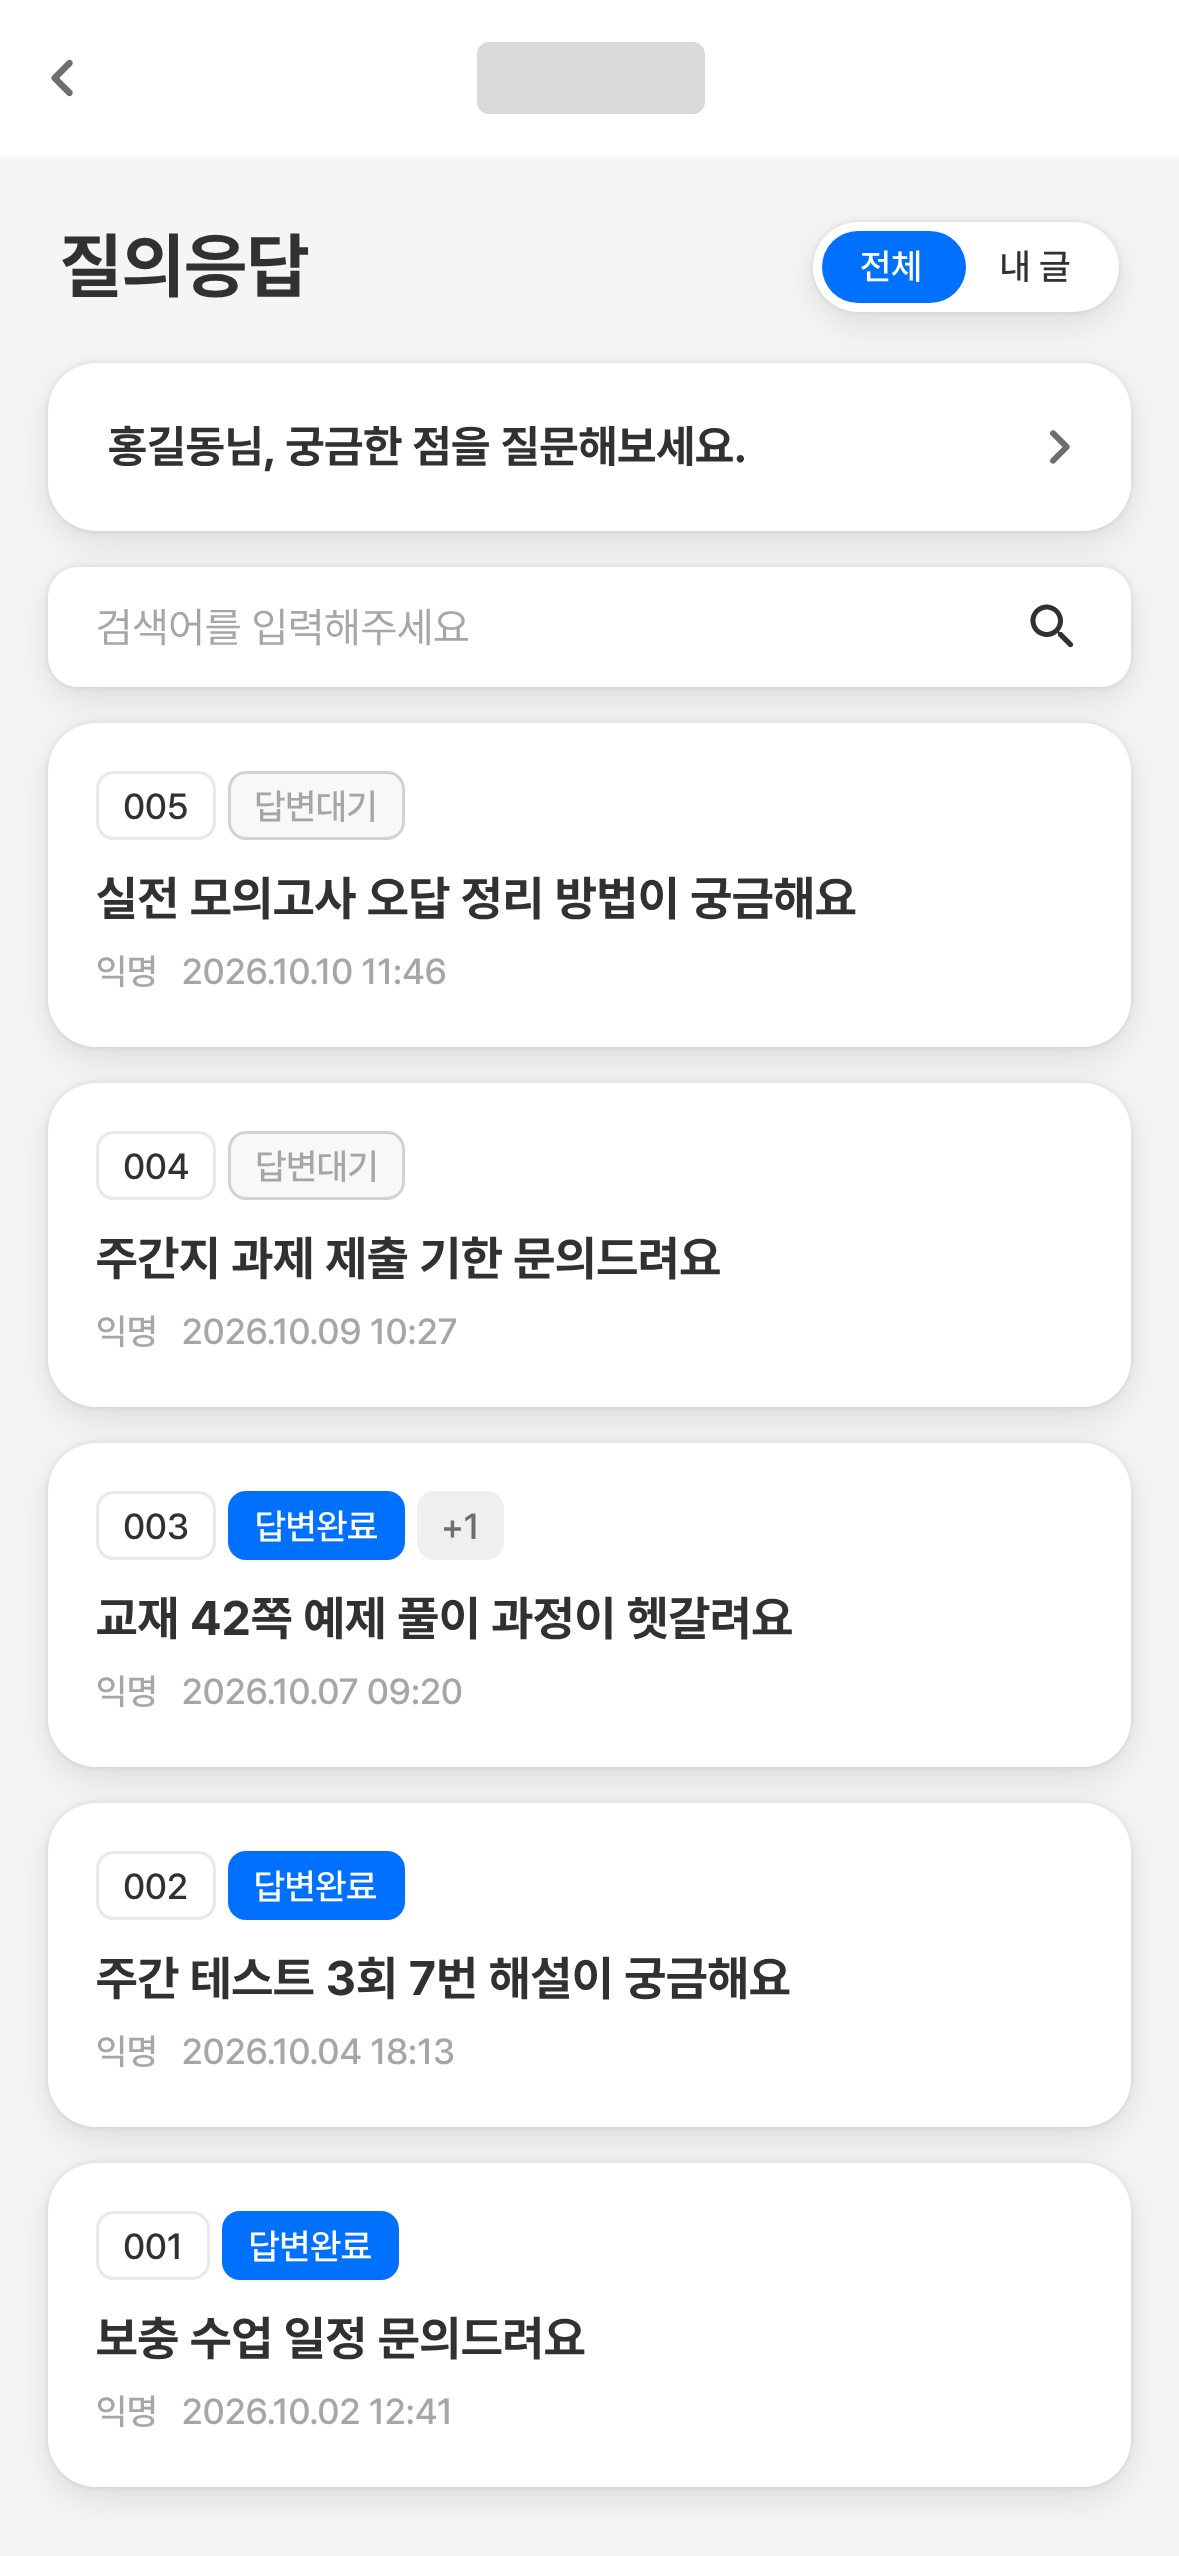 질의응답
전체 내 글
홍길동님, 궁금한 점을 질문해보세요.
검색어를 입력해주세요
005 답변대기
실전 모의고사 오답 정리 방법이 궁금해요
익명 2026.10.10 11:46
004 답변대기
주간지 과제 제출 기한 문의드려요
익명 2026.10.09 10:27
003 답변완료 +1
교재 42쪽 예제 풀이 과정이 헷갈려요
익명 2026.10.07 09:20
002 답변완료
주간 테스트 3회 7번 해설이 궁금해요
익명 2026.10.04 18:13
001 답변완료
보충 수업 일정 문의드려요
익명 2026.10.02 12:41